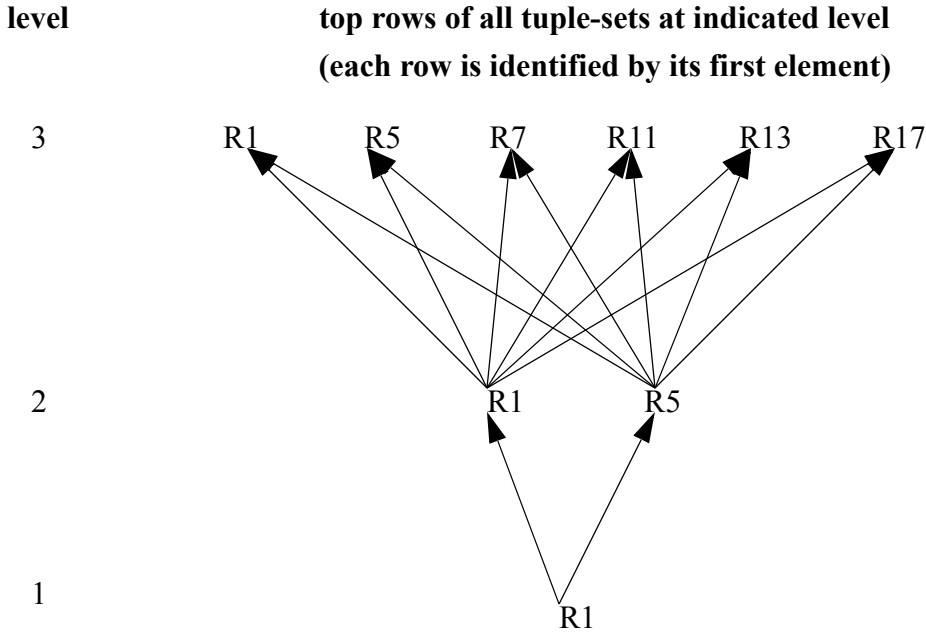 level top rows of all tuple-sets at indicated level
(each row is identified by its first element)
3 R1 R5 R7 R11 R13 R17
2 R1 R5
1
R1